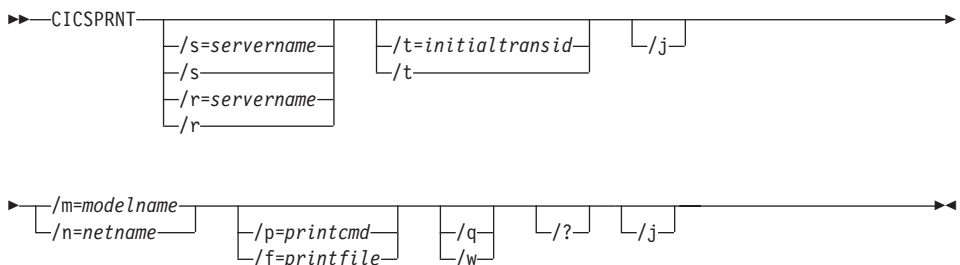 CICSPRNT
/s=servername /t=initialtransid /j
/s /t
/r=servername
/r
/m=modelname
/n=netname /p=printcmd /q /? /j
/f=printfile /w